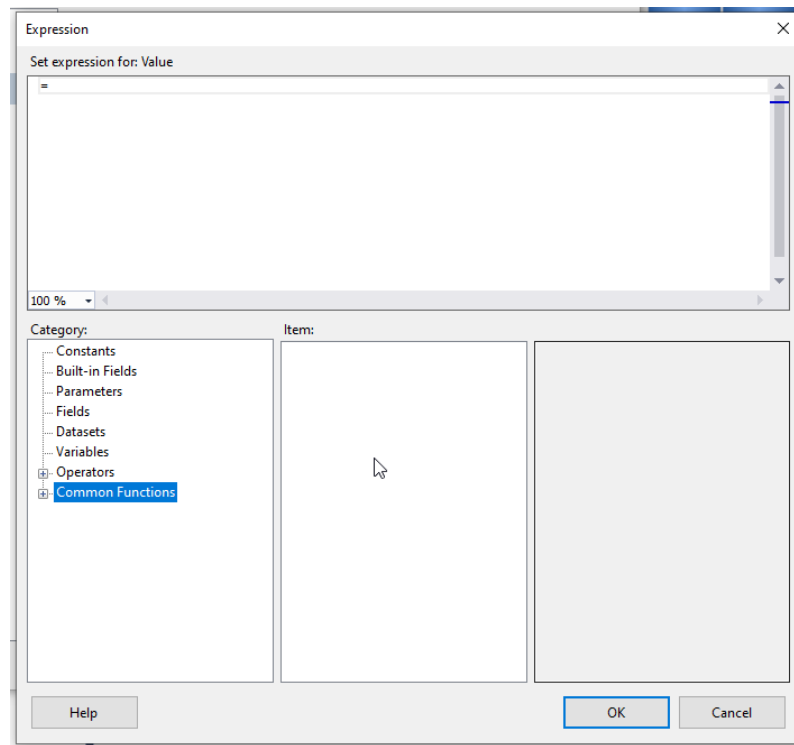 Expression
Set expression for: Value
=
100 %
Category:
Item:
Constants
Built-in Fields
Parameters
Fields
Datasets
Variables
Operators
Common Functions
Help
OK
Cancel